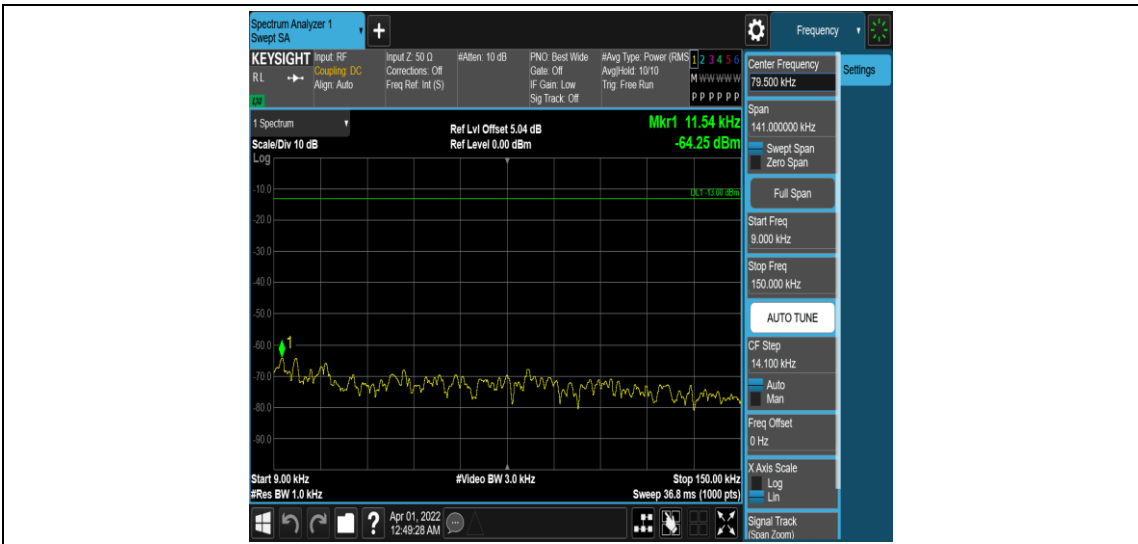 Spectrum Analyzer 1
Swept SA
+
Frequency
KEYSIGHT
RL
LXI
Input: RF
Coupling: DC
Align: Auto
Input Z: 50 Ω
Corrections: Off
Freq Ref: Int (S)
#Atten: 10 dB
PNO: Best Wide
Gate: Off
IF Gain: Low
Sig Track: Off
#Avg Type: Power (RMS
Avg|Hold: 10/10
Trig: Free Run
1 2 3 4 5 6
M W W W W W
P P P P P P
Center Frequency
79.500 kHz
Settings
Span
141.000000 kHz
Swept Span
Zero Span
Full Span
Start Freq
9.000 kHz
Stop Freq
150.000 kHz
AUTO TUNE
CF Step
14.100 kHz
Auto
Man
Freq Offset
0 Hz
X Axis Scale
Log
Lin
Signal Track
(Span Zoom)
1 Spectrum
Scale/Div 10 dB
Log
Ref Lvl Offset 5.04 dB
Ref Level 0.00 dBm
Mkr1 11.54 kHz
-64.25 dBm
DL1 -13.00 dBm
-10.0
-20.0
-30.0
-40.0
-50.0
-60.0
1
-70.0
-80.0
-90.0
Start 9.00 kHz
#Res BW 1.0 kHz
#Video BW 3.0 kHz
Stop 150.00 kHz
Sweep 36.8 ms (1000 pts)
?
Apr 01, 2022
12:49:28 AM